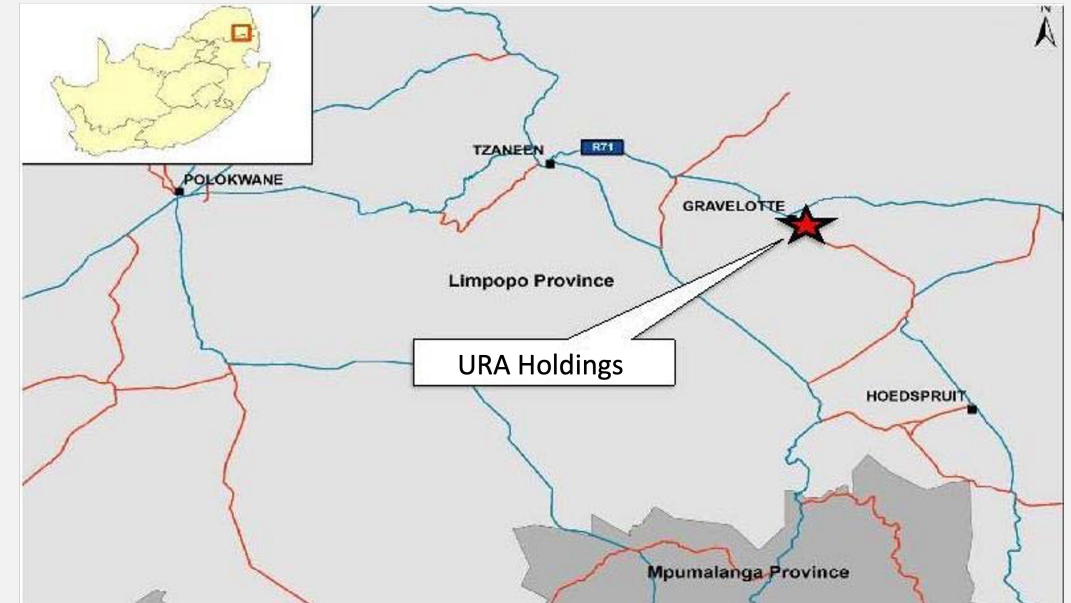 N
TZANEEN
R71
POLOKWANE
GRAVELOTTE
Limpopo Province
URA Holdings
HOEDSPRUIT
Mpumalanga Province